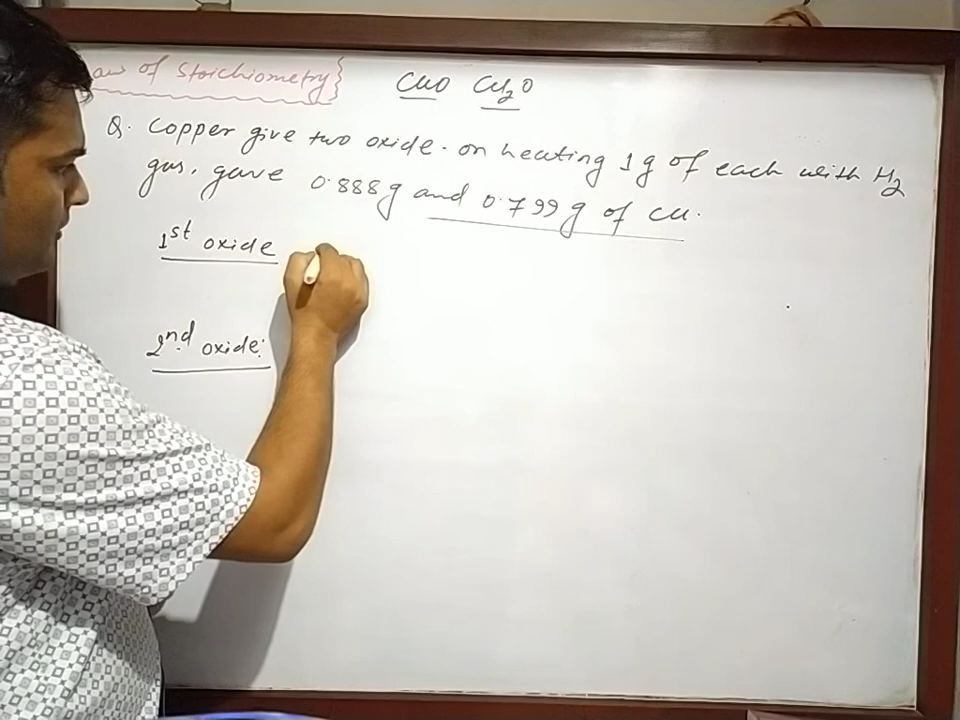 aw of Stoichiometry}
CuO Cu₂O
Q. Copper give two oxide. on heating 1g of each with H₂
gas, gave 0.888g and 0.799g of Cu.
1st oxide
2nd oxide: